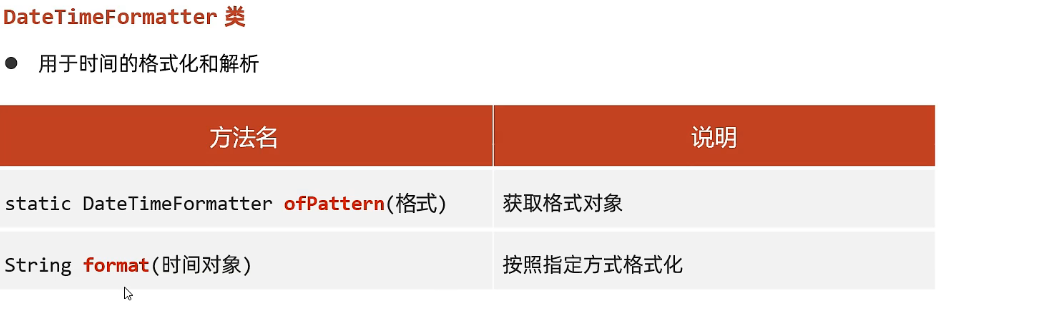 DateTimeFormatter 类
● 用于时间的格式化和解析
方法名 说明
static DateTimeFormatter ofPattern(格式) 获取格式对象
String format(时间对象) 按照指定方式格式化